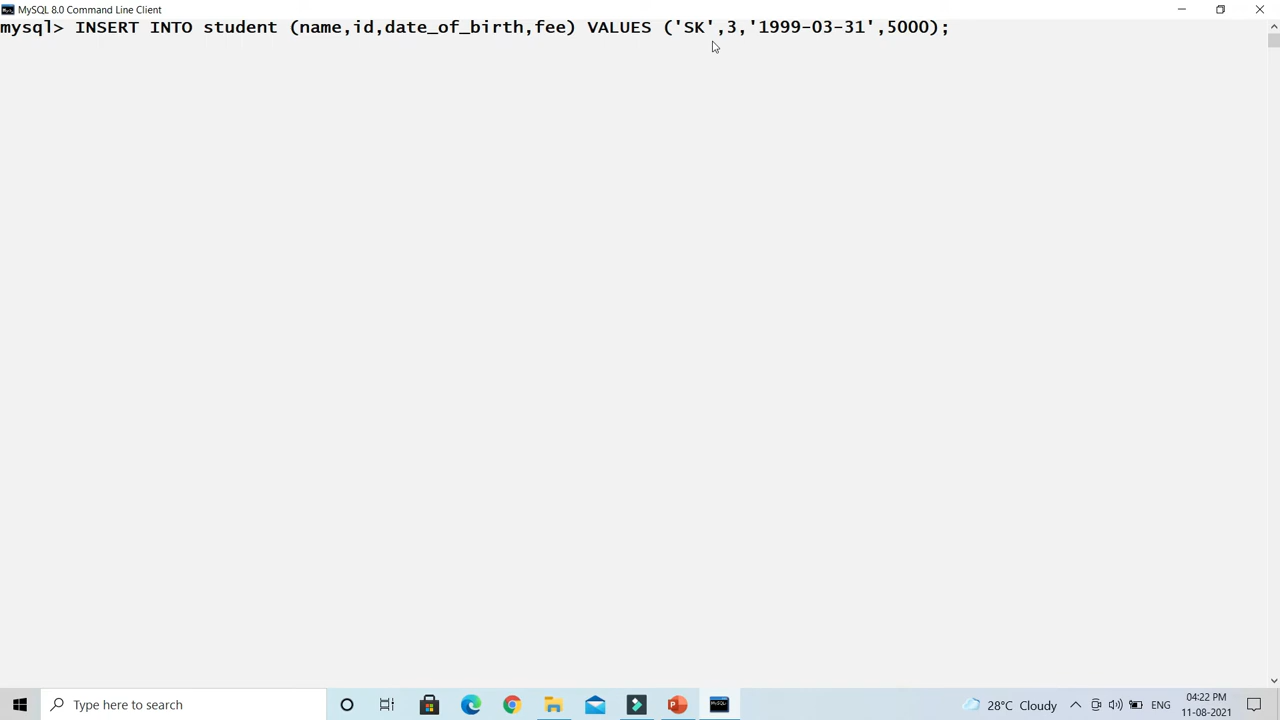 MySQL 8.0 Command Line Client
mysql> INSERT INTO student (name,id,date_of_birth,fee) VALUES ('SK',3,'1999-03-31',5000);
Type here to search
28°C Cloudy
ENG
04:22 PM
11-08-2021